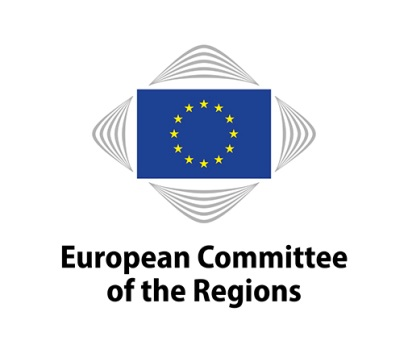 European Committee
of the Regions